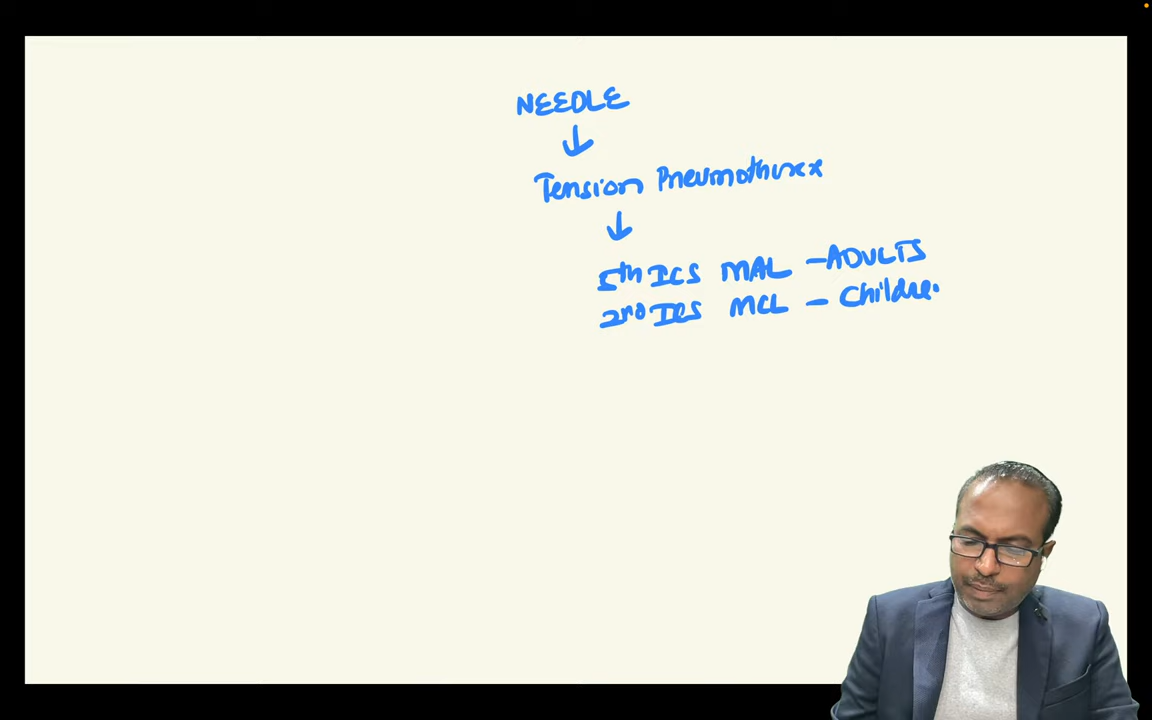 NEEDLE
↓
Tension Pneumothorax
↓
5th ICS MAL – ADULTS
2nd ICS MCL – Children